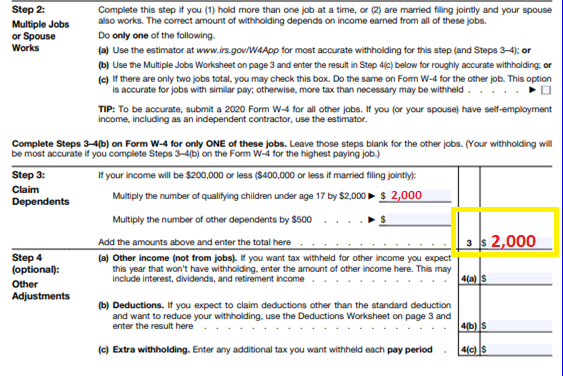 Step 2: Complete this step if you (1) hold more than one job at a time, or (2) are married filing jointly and your spouse
Multiple Jobs also works. The correct amount of withholding depends on income earned from all of these jobs.
or Spouse Do only one of the following.
Works (a) Use the estimator at www.irs.gov/W4App for most accurate withholding for this step (and Steps 3–4); or
(b) Use the Multiple Jobs Worksheet on page 3 and enter the result in Step 4(c) below for roughly accurate withholding; or
(c) If there are only two jobs total, you may check this box. Do the same on Form W-4 for the other job. This option
is accurate for jobs with similar pay; otherwise, more tax than necessary may be withheld . . . . . ▶ ☐
TIP: To be accurate, submit a 2020 Form W-4 for all other jobs. If you (or your spouse) have self-employment
income, including as an independent contractor, use the estimator.
Complete Steps 3–4(b) on Form W-4 for only ONE of these jobs. Leave those steps blank for the other jobs. (Your withholding will
be most accurate if you complete Steps 3–4(b) on the Form W-4 for the highest paying job.)
Step 3: If your income will be $200,000 or less ($400,000 or less if married filing jointly):
Claim
Dependents Multiply the number of qualifying children under age 17 by $2,000 ▶ $ 2,000
Multiply the number of other dependents by $500 . . . . ▶ $
Add the amounts above and enter the total here . . . . . . . . . . . . . 3 $ 2,000
Step 4 (a) Other income (not from jobs). If you want tax withheld for other income you expect
(optional): this year that won't have withholding, enter the amount of other income here. This may
Other include interest, dividends, and retirement income . . . . . . . . . . . . 4(a) $
Adjustments
(b) Deductions. If you expect to claim deductions other than the standard deduction
and want to reduce your withholding, use the Deductions Worksheet on page 3 and
enter the result here . . . . . . . . . . . . . . . . . . . . . 4(b) $
(c) Extra withholding. Enter any additional tax you want withheld each pay period . 4(c) $